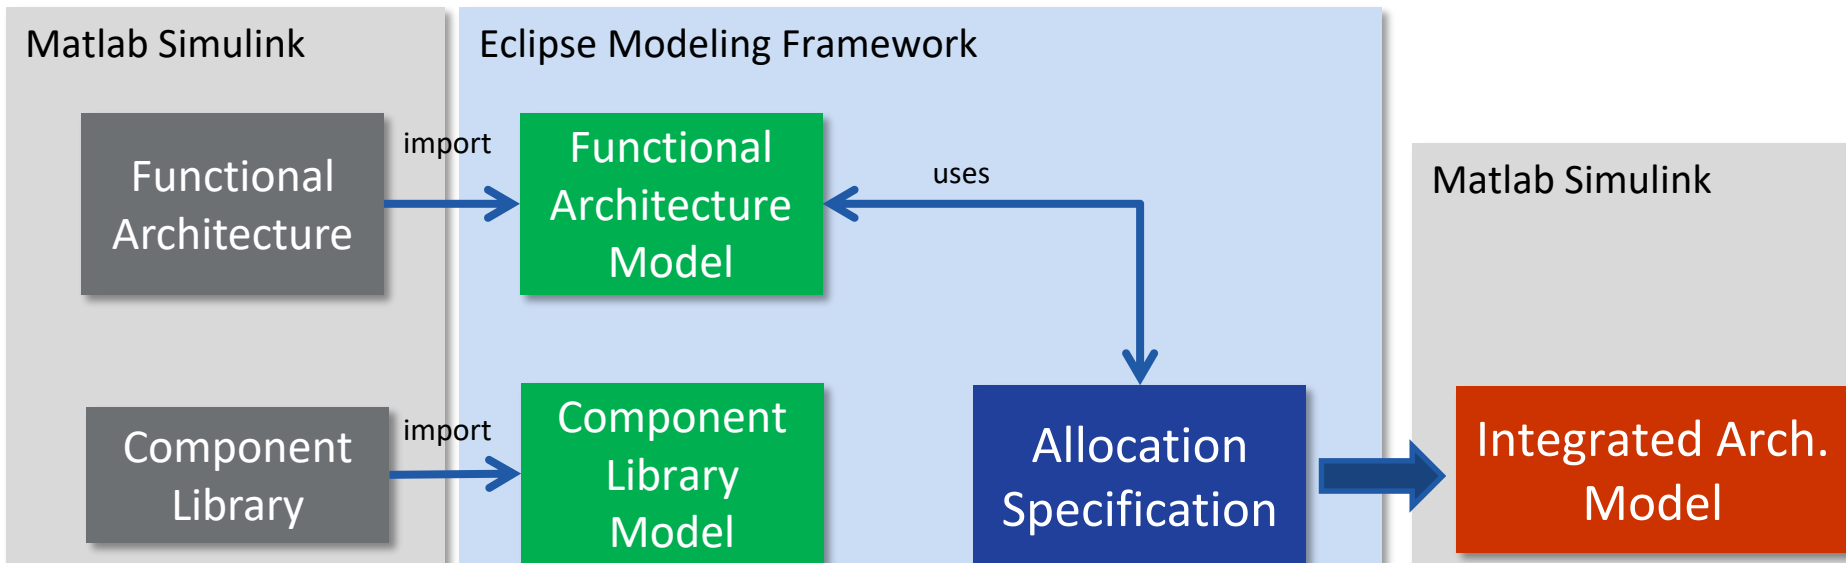 Matlab Simulink
Eclipse Modeling Framework
Functional
Architecture
import
Functional
Architecture
Model
uses
Matlab Simulink
Component
Library
import
Component
Library
Model
Allocation
Specification
Integrated Arch.
Model